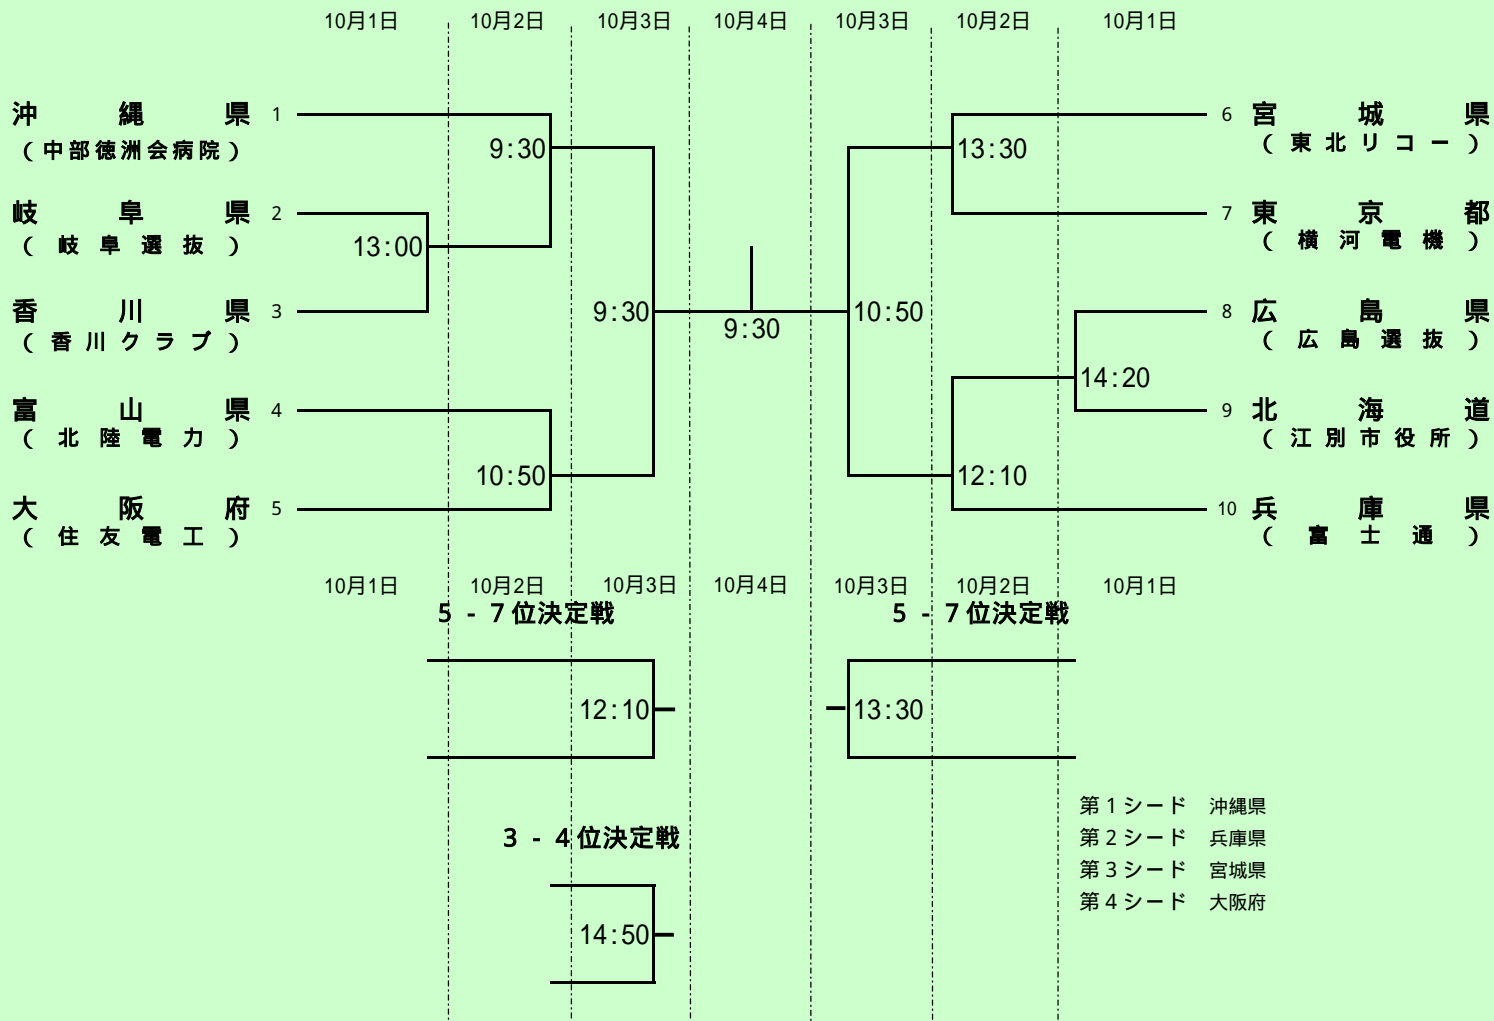 10月1日 10月2日 10月3日 10月4日 10月3日 10月2日 10月1日
沖縄県 1
(中部徳洲会病院)
9:30
岐阜県 2
(岐阜選抜)
13:00
香川県 3
(香川クラブ)
9:30
富山県 4
(北陸電力)
10:50
大阪府 5
(住友電工)
9:30
6 宮城県
(東北リコー)
13:30
7 東京都
(横河電機)
10:50
8 広島県
(広島選抜)
14:20
9 北海道
(江別市役所)
12:10
10 兵庫県
(富士通)
10月1日 10月2日 10月3日 10月4日 10月3日 10月2日 10月1日
5-7位決定戦 5-7位決定戦
12:10 13:30
3-4位決定戦
14:50
第1シード 沖縄県
第2シード 兵庫県
第3シード 宮城県
第4シード 大阪府